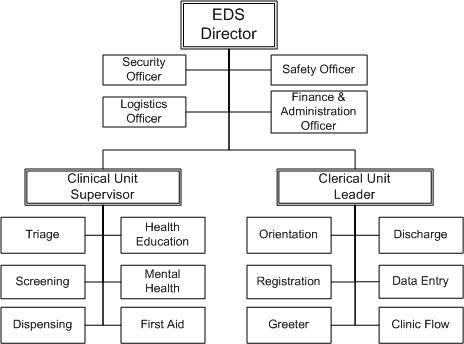 EDS
Director
Security
Officer
Safety Officer
Logistics
Officer
Finance &
Administration
Officer
Clinical Unit
Supervisor
Clerical Unit
Leader
Triage
Health
Education
Orientation
Discharge
Screening
Mental
Health
Registration
Data Entry
Dispensing
First Aid
Greeter
Clinic Flow